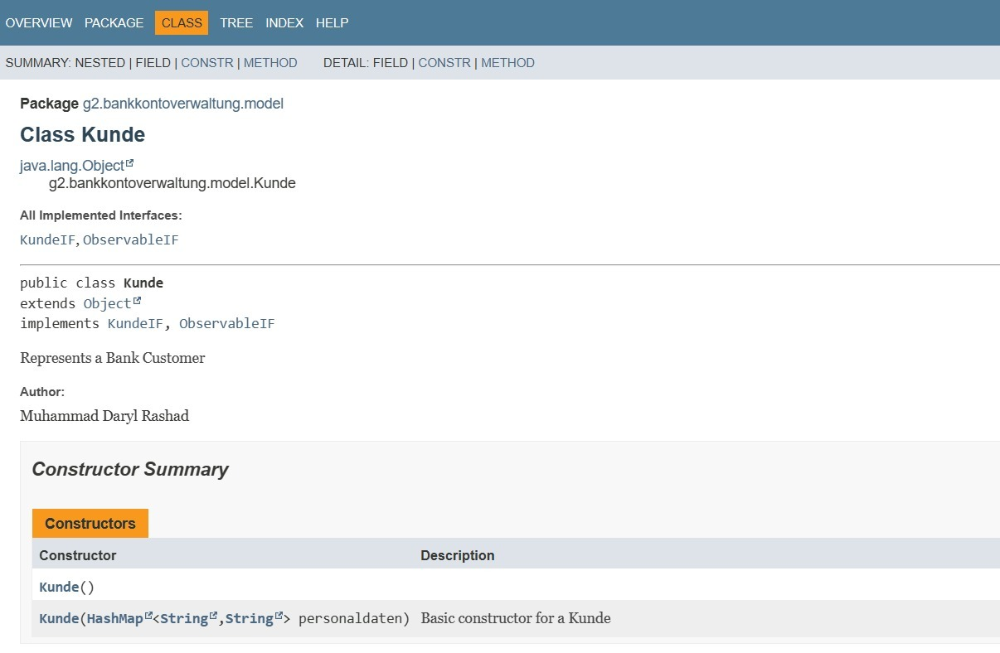 OVERVIEW PACKAGE CLASS TREE INDEX HELP
SUMMARY: NESTED | FIELD | CONSTR | METHOD DETAIL: FIELD | CONSTR | METHOD
Package g2.bankkontoverwaltung.model
Class Kunde
java.lang.Object
g2.bankkontoverwaltung.model.Kunde
All Implemented Interfaces:
KundeIF, ObservableIF
public class Kunde
extends Object
implements KundeIF, ObservableIF
Represents a Bank Customer
Author:
Muhammad Daryl Rashad
Constructor Summary
Constructors
Constructor Description
Kunde()
Kunde(HashMap<String,String> personaldaten) Basic constructor for a Kunde